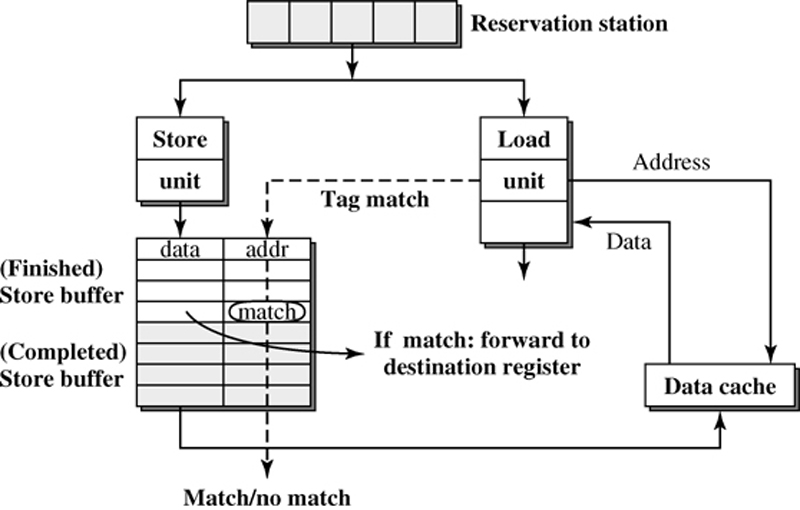 Reservation station
Store
unit
Load
unit
Address
Tag match
Data
data addr
(Finished)
Store buffer
match
(Completed)
Store buffer
If match: forward to
destination register
Data cache
Match/no match